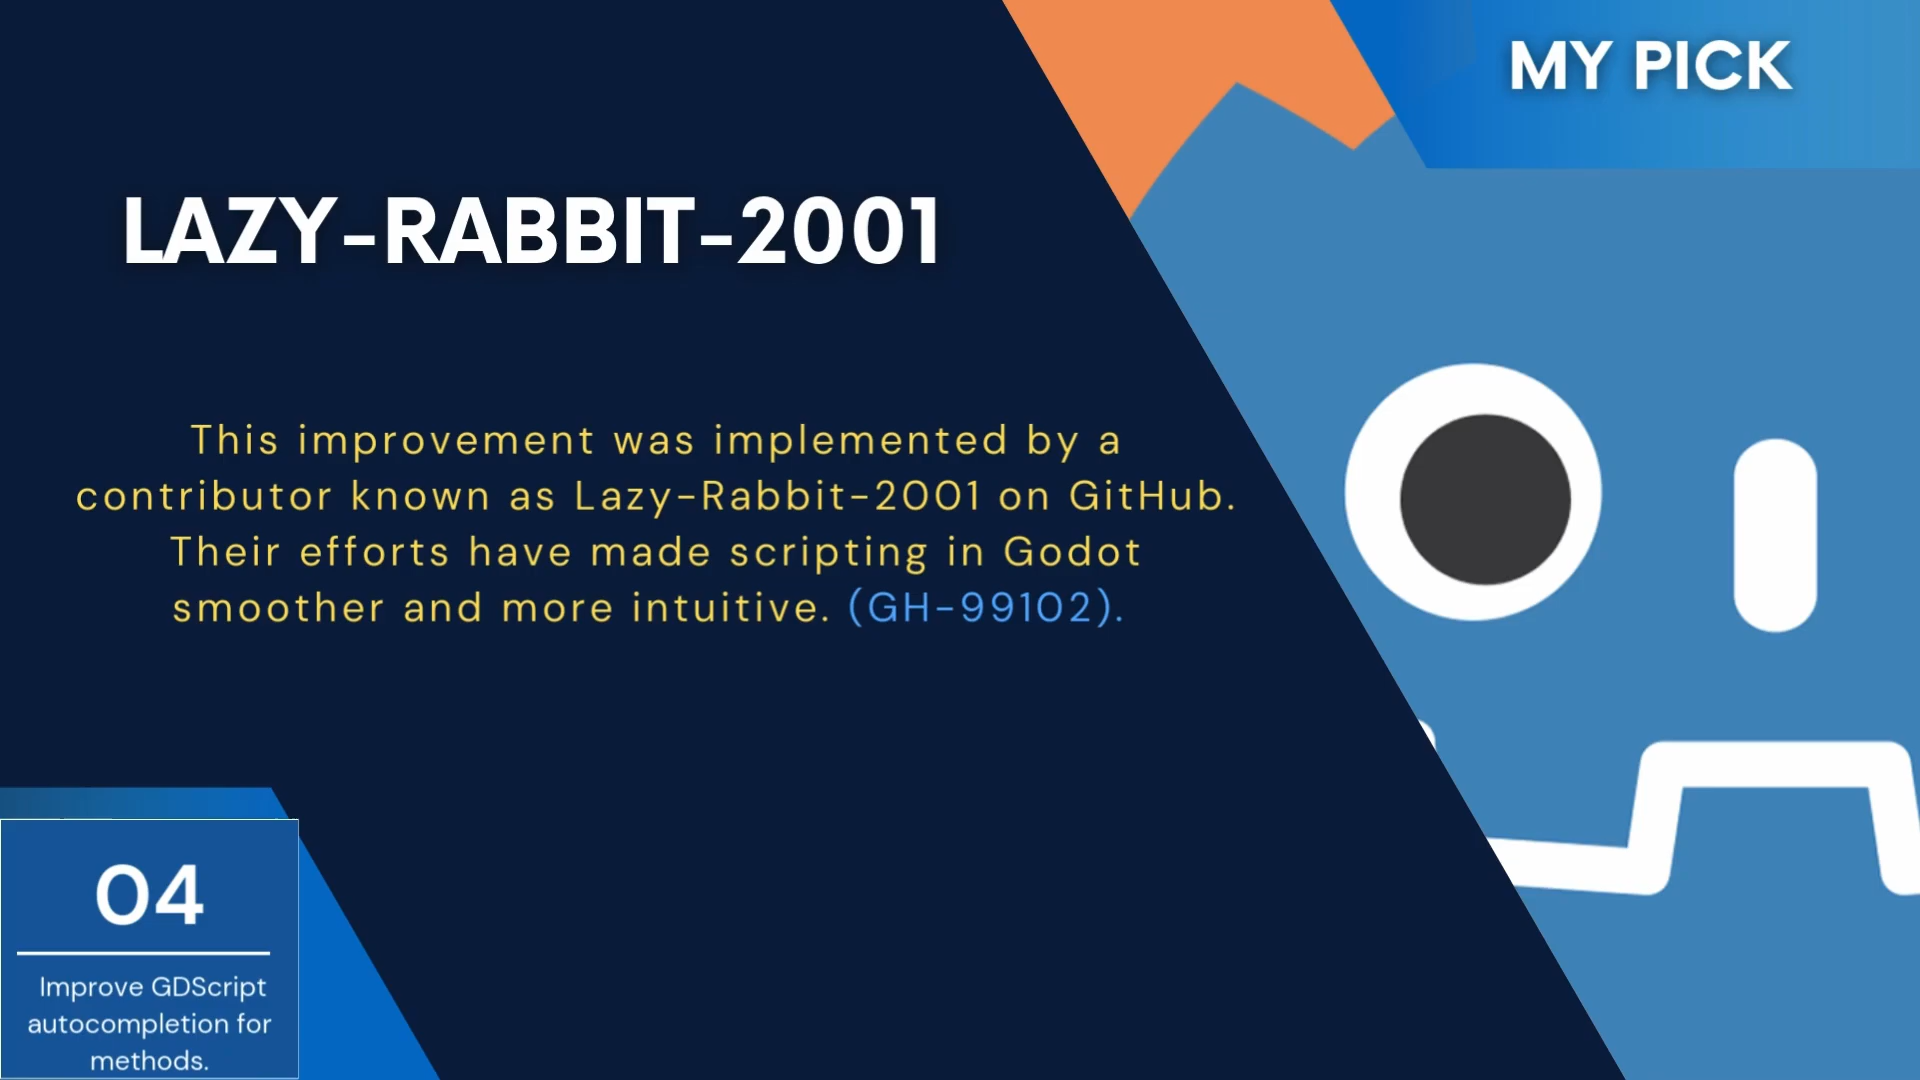 MY PICK
LAZY-RABBIT-2001
This improvement was implemented by a
contributor known as Lazy-Rabbit-2001 on GitHub.
Their efforts have made scripting in Godot
smoother and more intuitive. (GH-99102).
04
Improve GDScript
autocompletion for
methods.